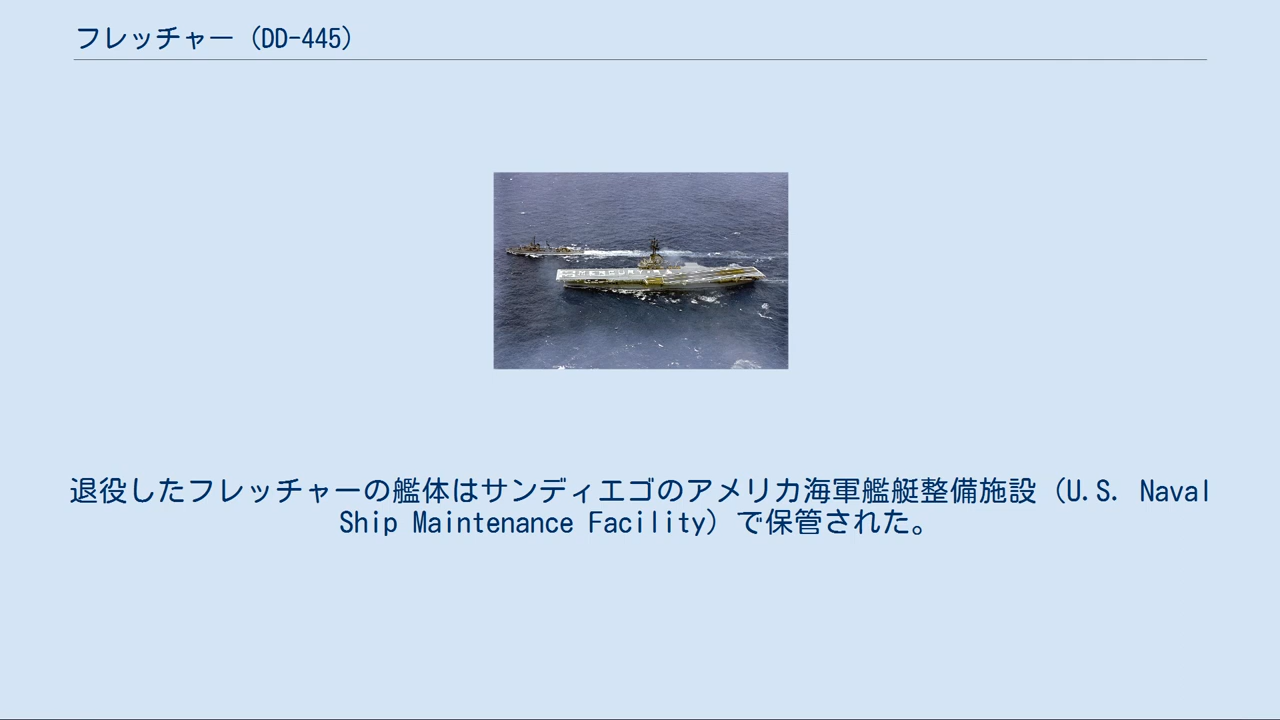 フレッチャー（DD-445）
退役したフレッチャーの艦体はサンディエゴのアメリカ海軍艦艇整備施設（U.S. Naval
Ship Maintenance Facility）で保管された。